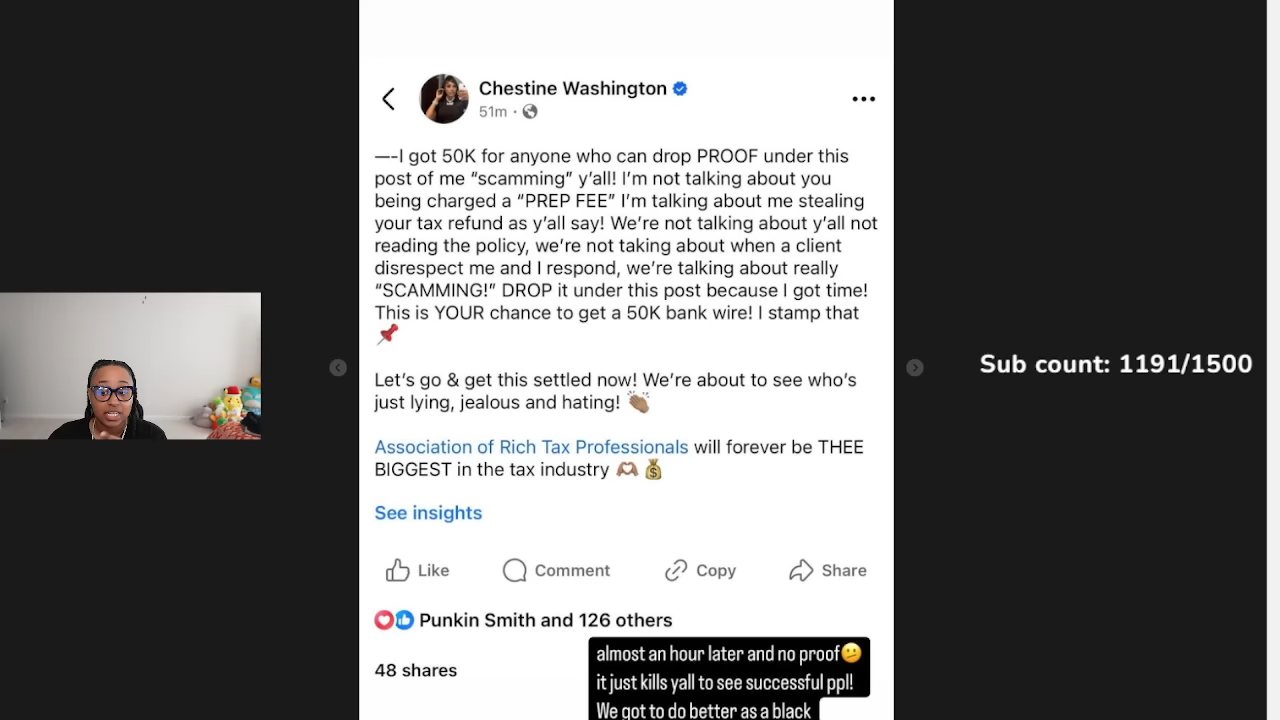 Chestine Washington
51m ·
—-I got 50K for anyone who can drop PROOF under this
post of me “scamming” y’all! I’m not talking about you
being charged a “PREP FEE” I’m talking about me stealing
your tax refund as y’all say! We’re not talking about y’all not
reading the policy, we’re not taking about when a client
disrespect me and I respond, we’re talking about really
“SCAMMING!” DROP it under this post because I got time!
This is YOUR chance to get a 50K bank wire! I stamp that
📌
Let’s go & get this settled now! We’re about to see who’s
just lying, jealous and hating! 👏🏽
Association of Rich Tax Professionals will forever be THEE
BIGGEST in the tax industry 🫶🏽 💰
See insights
Like Comment Copy Share
Punkin Smith and 126 others
48 shares
almost an hour later and no proof🫤
it just kills yall to see successful ppl!
We got to do better as a black
Sub count: 1191/1500